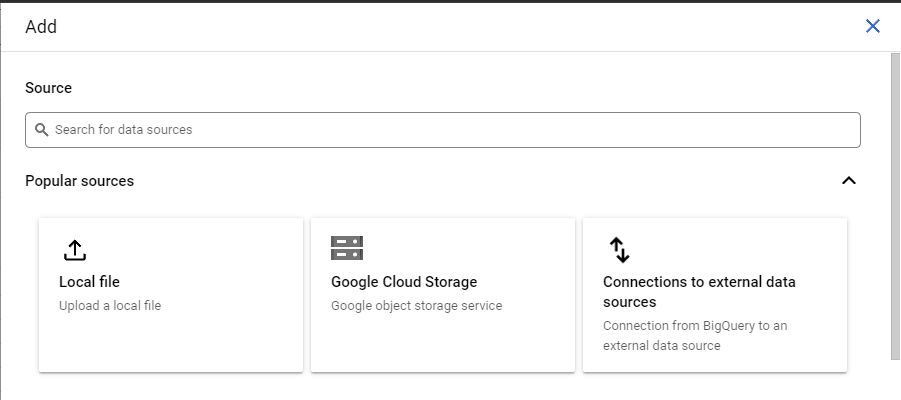 Add
Source
Search for data sources
Popular sources
Local file
Upload a local file
Google Cloud Storage
Google object storage service
Connections to external data
sources
Connection from BigQuery to an
external data source